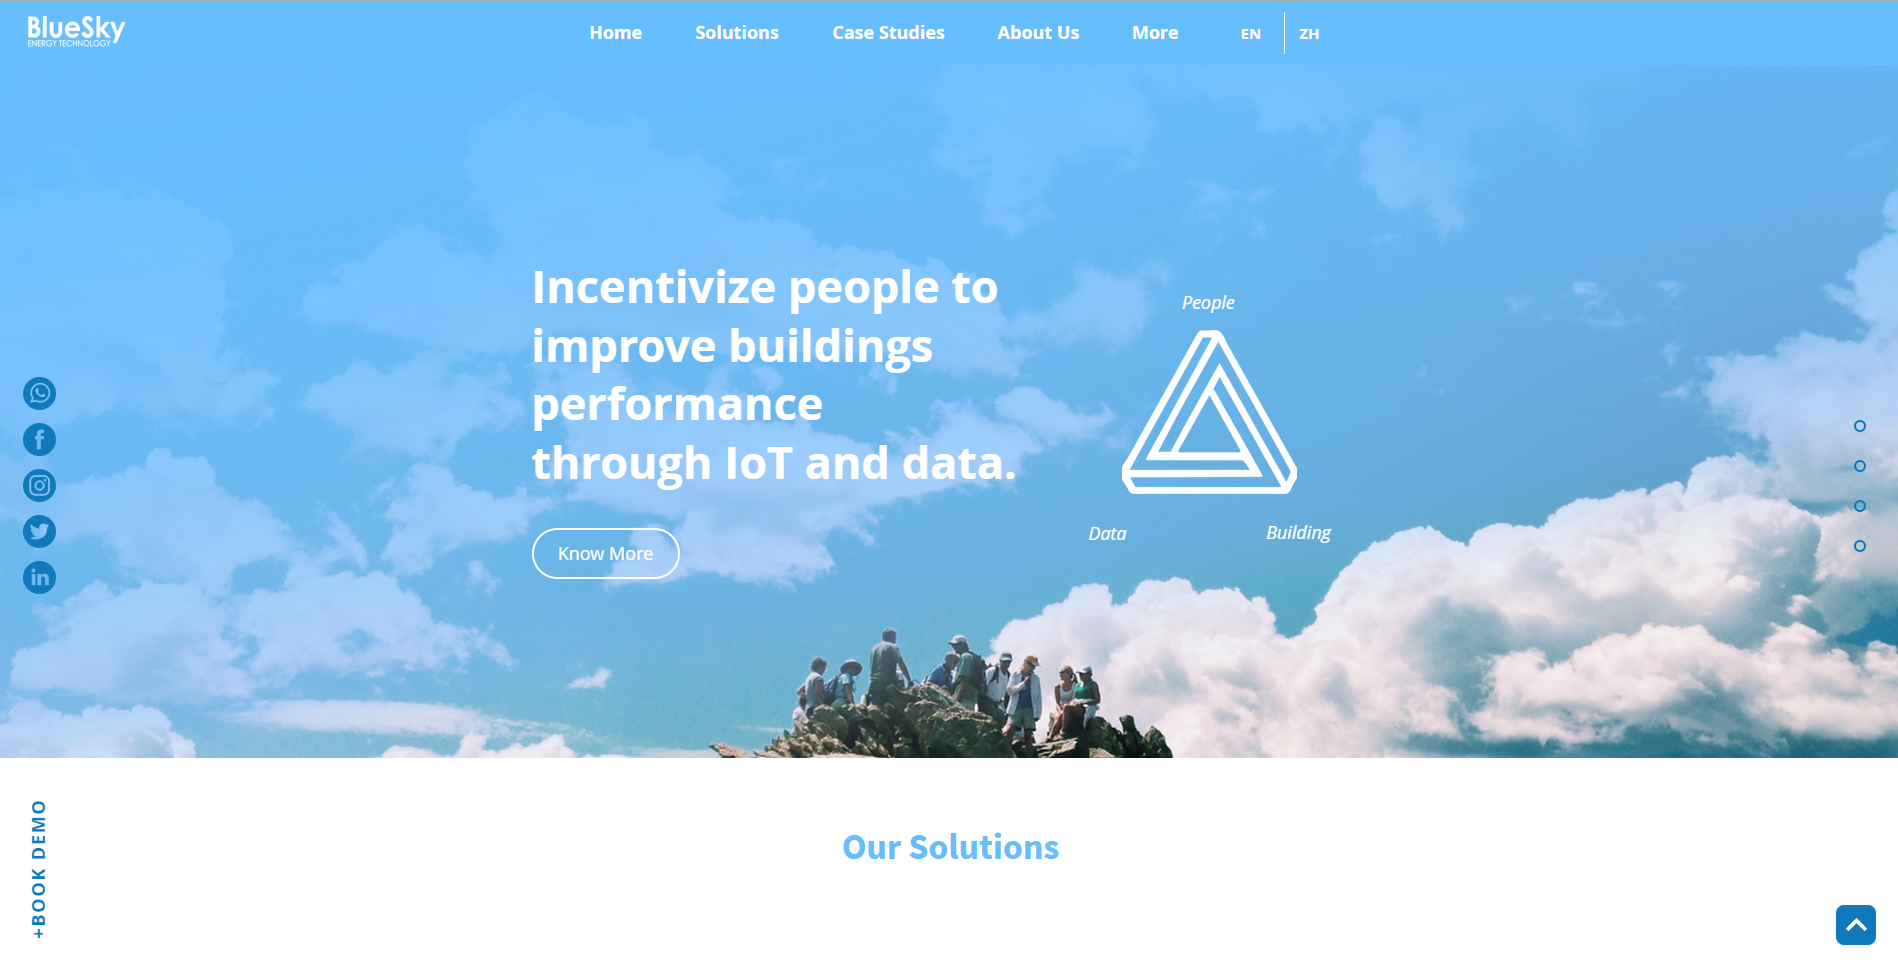 BlueSky
ENERGY TECHNOLOGY
Home
Solutions
Case Studies
About Us
More
EN
ZH
Incentivize people to
improve buildings
performance
through IoT and data.
Know More
People
Data
Building
+BOOK DEMO
Our Solutions